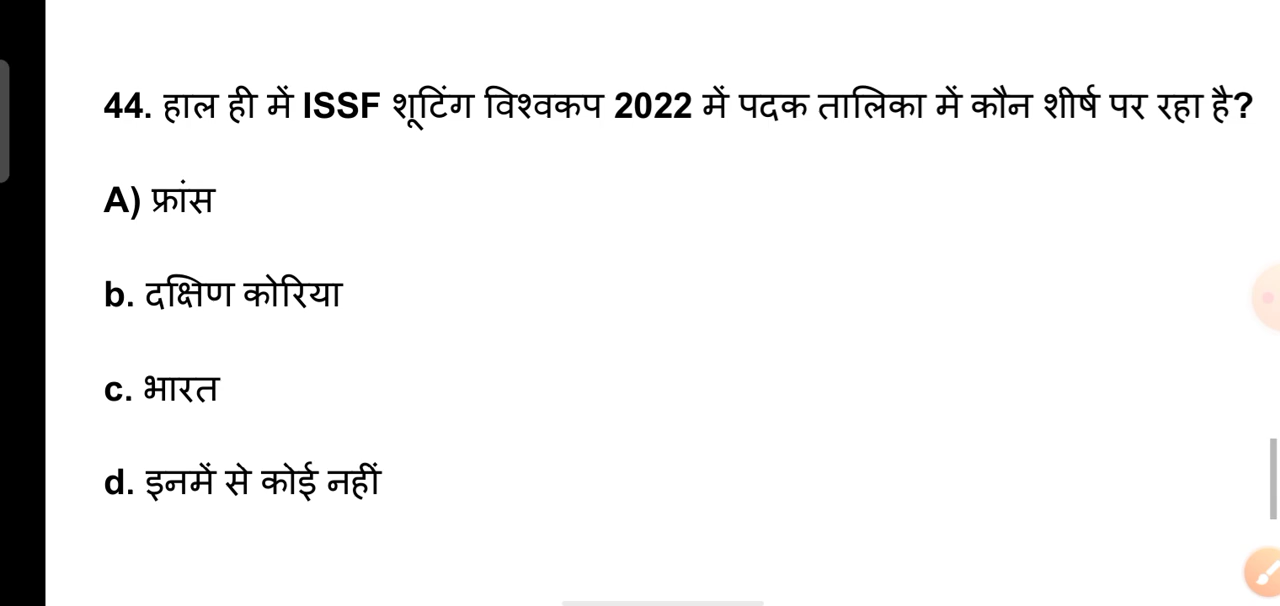 44. हाल ही में ISSF शूटिंग विश्वकप 2022 में पदक तालिका में कौन शीर्ष पर रहा है?
A) फ्रांस
b. दक्षिण कोरिया
c. भारत
d. इनमें से कोई नहीं